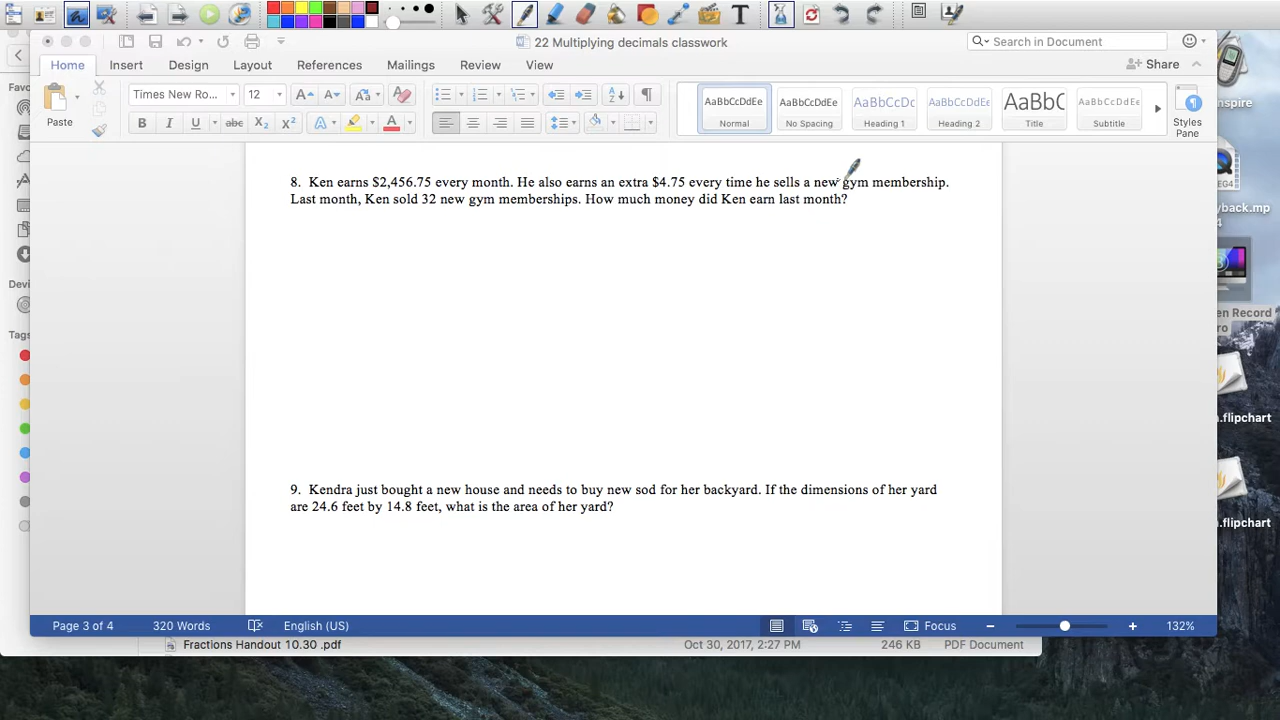 22 Multiplying decimals classwork
Search in Document
Home Insert Design Layout References Mailings Review View
Share
Paste
Times New Ro...
12
B I U abc X₂ X²
AaBbCcDdEe
Normal
AaBbCcDdEe
No Spacing
AaBbCcDc
Heading 1
AaBbCcDdEe
Heading 2
AaBbC
Title
AaBbCcDdEe
Subtitle
Styles
Pane
8. Ken earns $2,456.75 every month. He also earns an extra $4.75 every time he sells a new gym membership.
Last month, Ken sold 32 new gym memberships. How much money did Ken earn last month?
9. Kendra just bought a new house and needs to buy new sod for her backyard. If the dimensions of her yard
are 24.6 feet by 14.8 feet, what is the area of her yard?
Page 3 of 4 320 Words English (US) Focus 132%
Fractions Handout 10.30 .pdf Oct 30, 2017, 2:27 PM 246 KB PDF Document
Favo
Devi
Tags
nspire
EG4
yback.mp
4
en Record
ro
n.flipchart
n.flipchart